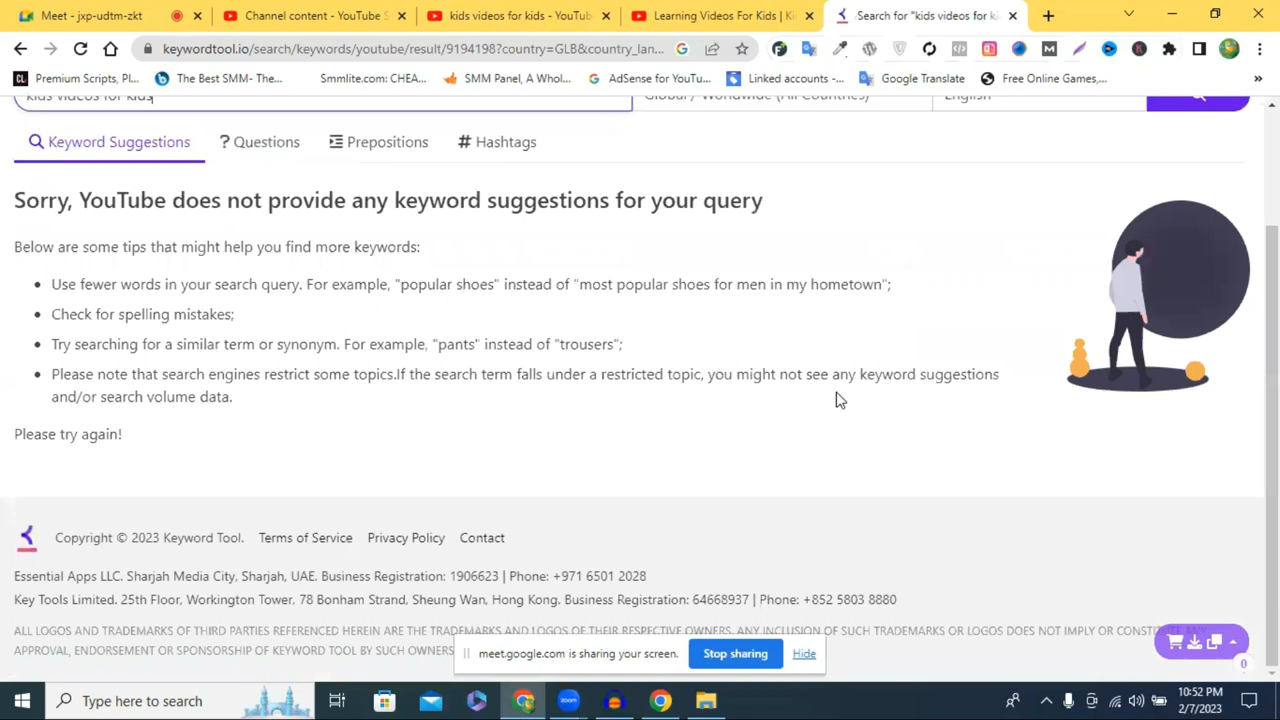 Meet - jxp-udtm-zkt
Channel content - YouTube S
kids videos for kids - YouTub
Learning Videos For Kids | Ki
Search for "kids videos for ki
keywordtool.io/search/keywords/youtube/result/9194198?country=GLB&country_lan...
Premium Scripts, Pl...
The Best SMM- The...
Smmlite.com: CHEA...
SMM Panel, A Whol...
AdSense for YouTu...
Linked accounts -...
Google Translate
Free Online Games,...
kids videos for kids
Global / Worldwide (All Countries)
English
Keyword Suggestions
? Questions
Prepositions
# Hashtags
Sorry, YouTube does not provide any keyword suggestions for your query
Below are some tips that might help you find more keywords:
Use fewer words in your search query. For example, "popular shoes" instead of "most popular shoes for men in my hometown";
Check for spelling mistakes;
Try searching for a similar term or synonym. For example, "pants" instead of "trousers";
Please note that search engines restrict some topics.If the search term falls under a restricted topic, you might not see any keyword suggestions
and/or search volume data.
Please try again!
Copyright © 2023 Keyword Tool.
Terms of Service
Privacy Policy
Contact
Essential Apps LLC. Sharjah Media City, Sharjah, UAE. Business Registration: 1906623 | Phone: +971 6501 2028
Key Tools Limited. 25th Floor, Workington Tower, 78 Bonham Strand, Sheung Wan, Hong Kong. Business Registration: 64668937 | Phone: +852 5803 8880
ALL LOGOS AND TRADEMARKS OF THIRD PARTIES REFERENCED HEREIN ARE THE TRADEMARKS AND LOGOS OF THEIR RESPECTIVE OWNERS. ANY INCLUSION OF SUCH TRADEMARKS OR LOGOS DOES NOT IMPLY OR
APPROVAL, ENDORSEMENT OR SPONSORSHIP OF KEYWORD TOOL BY SUCH OWNERS
meet.google.com is sharing your screen.
Stop sharing
Hide
0
Type here to search
zoom
10:52 PM
2/7/2023